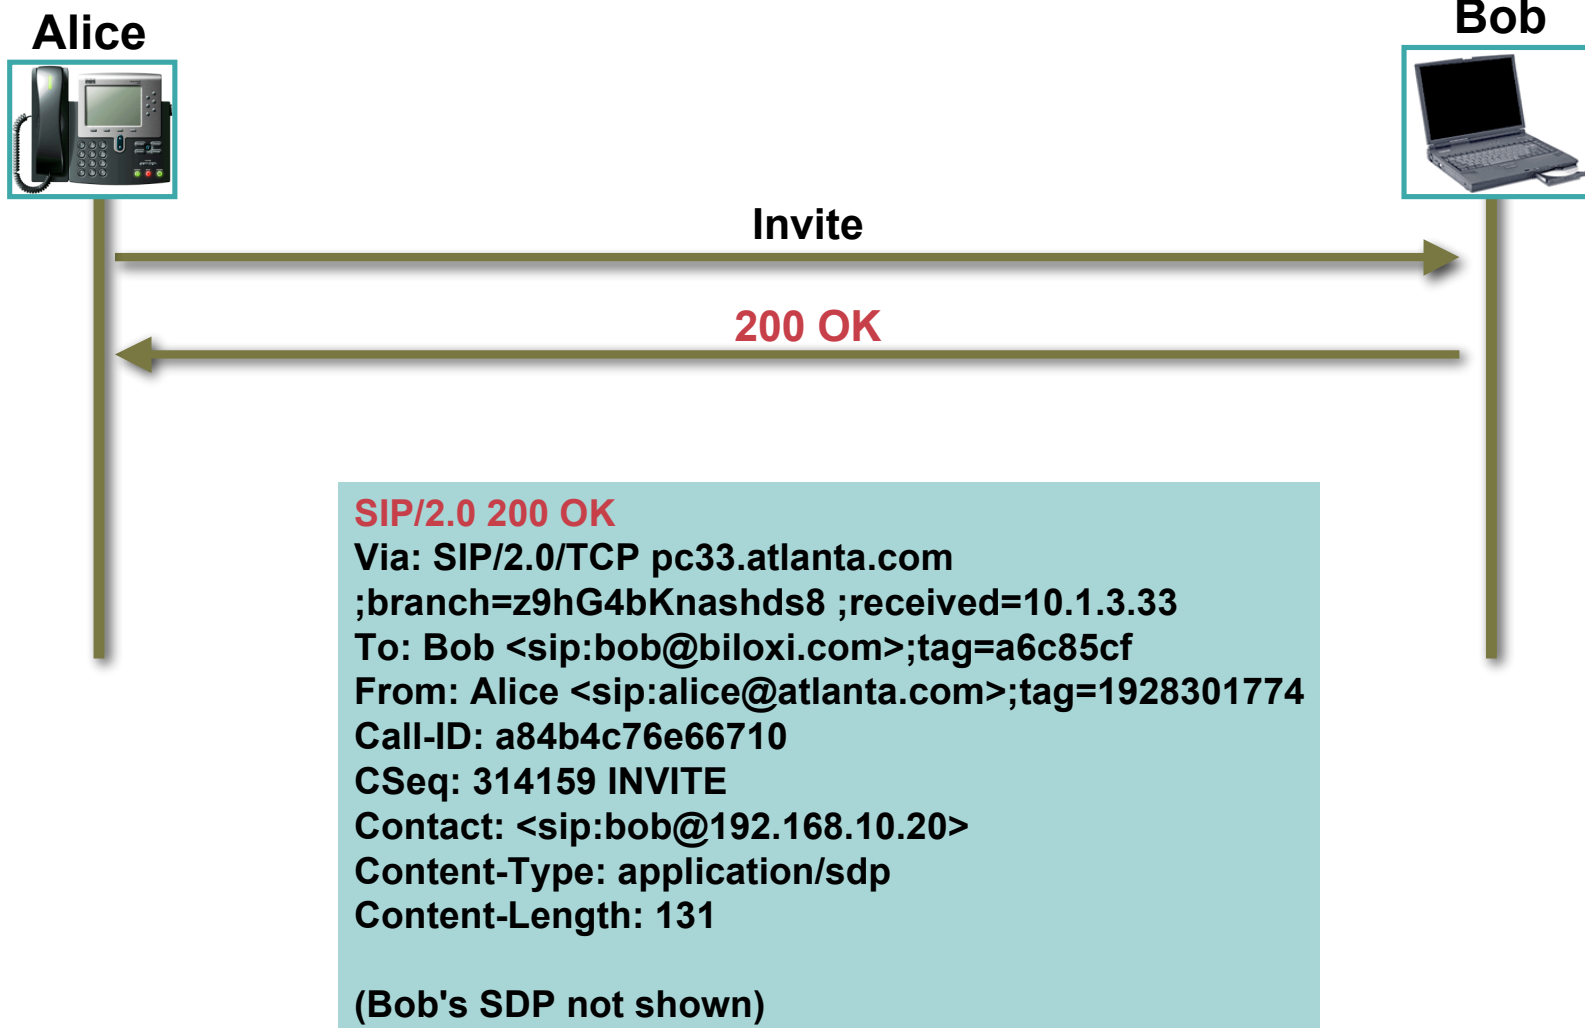 Alice
Bob
Invite
200 OK
SIP/2.0 200 OK
Via: SIP/2.0/TCP pc33.atlanta.com
;branch=z9hG4bKnashds8 ;received=10.1.3.33
To: Bob <sip:bob@biloxi.com>;tag=a6c85cf
From: Alice <sip:alice@atlanta.com>;tag=1928301774
Call-ID: a84b4c76e66710
CSeq: 314159 INVITE
Contact: <sip:bob@192.168.10.20>
Content-Type: application/sdp
Content-Length: 131
(Bob's SDP not shown)